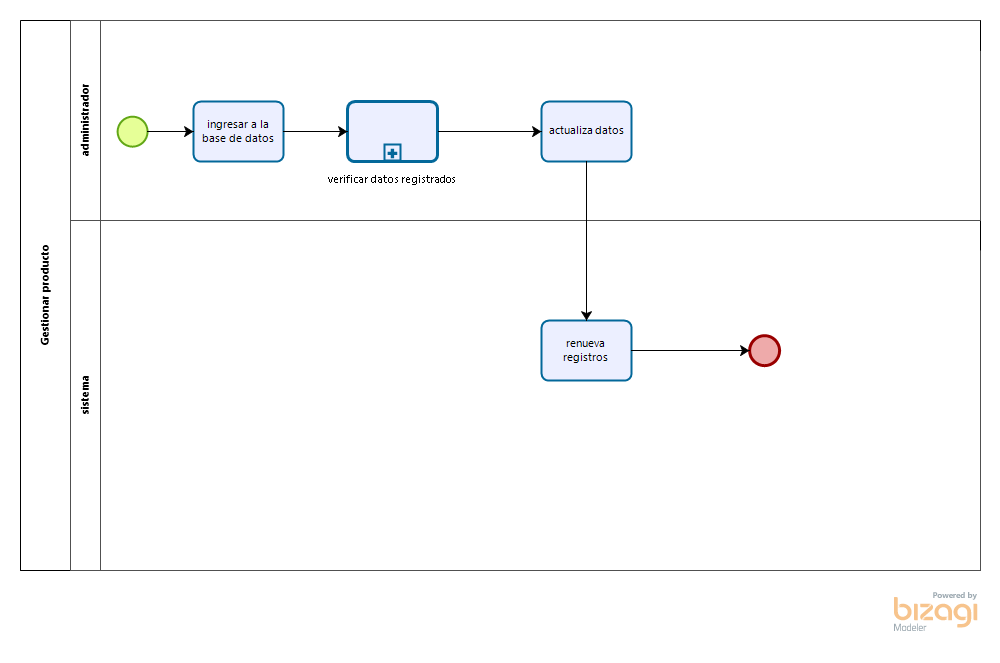 Gestionar producto
administrador
ingresar a la
base de datos
verificar datos registrados
actualiza datos
sistema
renueva
registros
Powered by
bizagi
Modeler